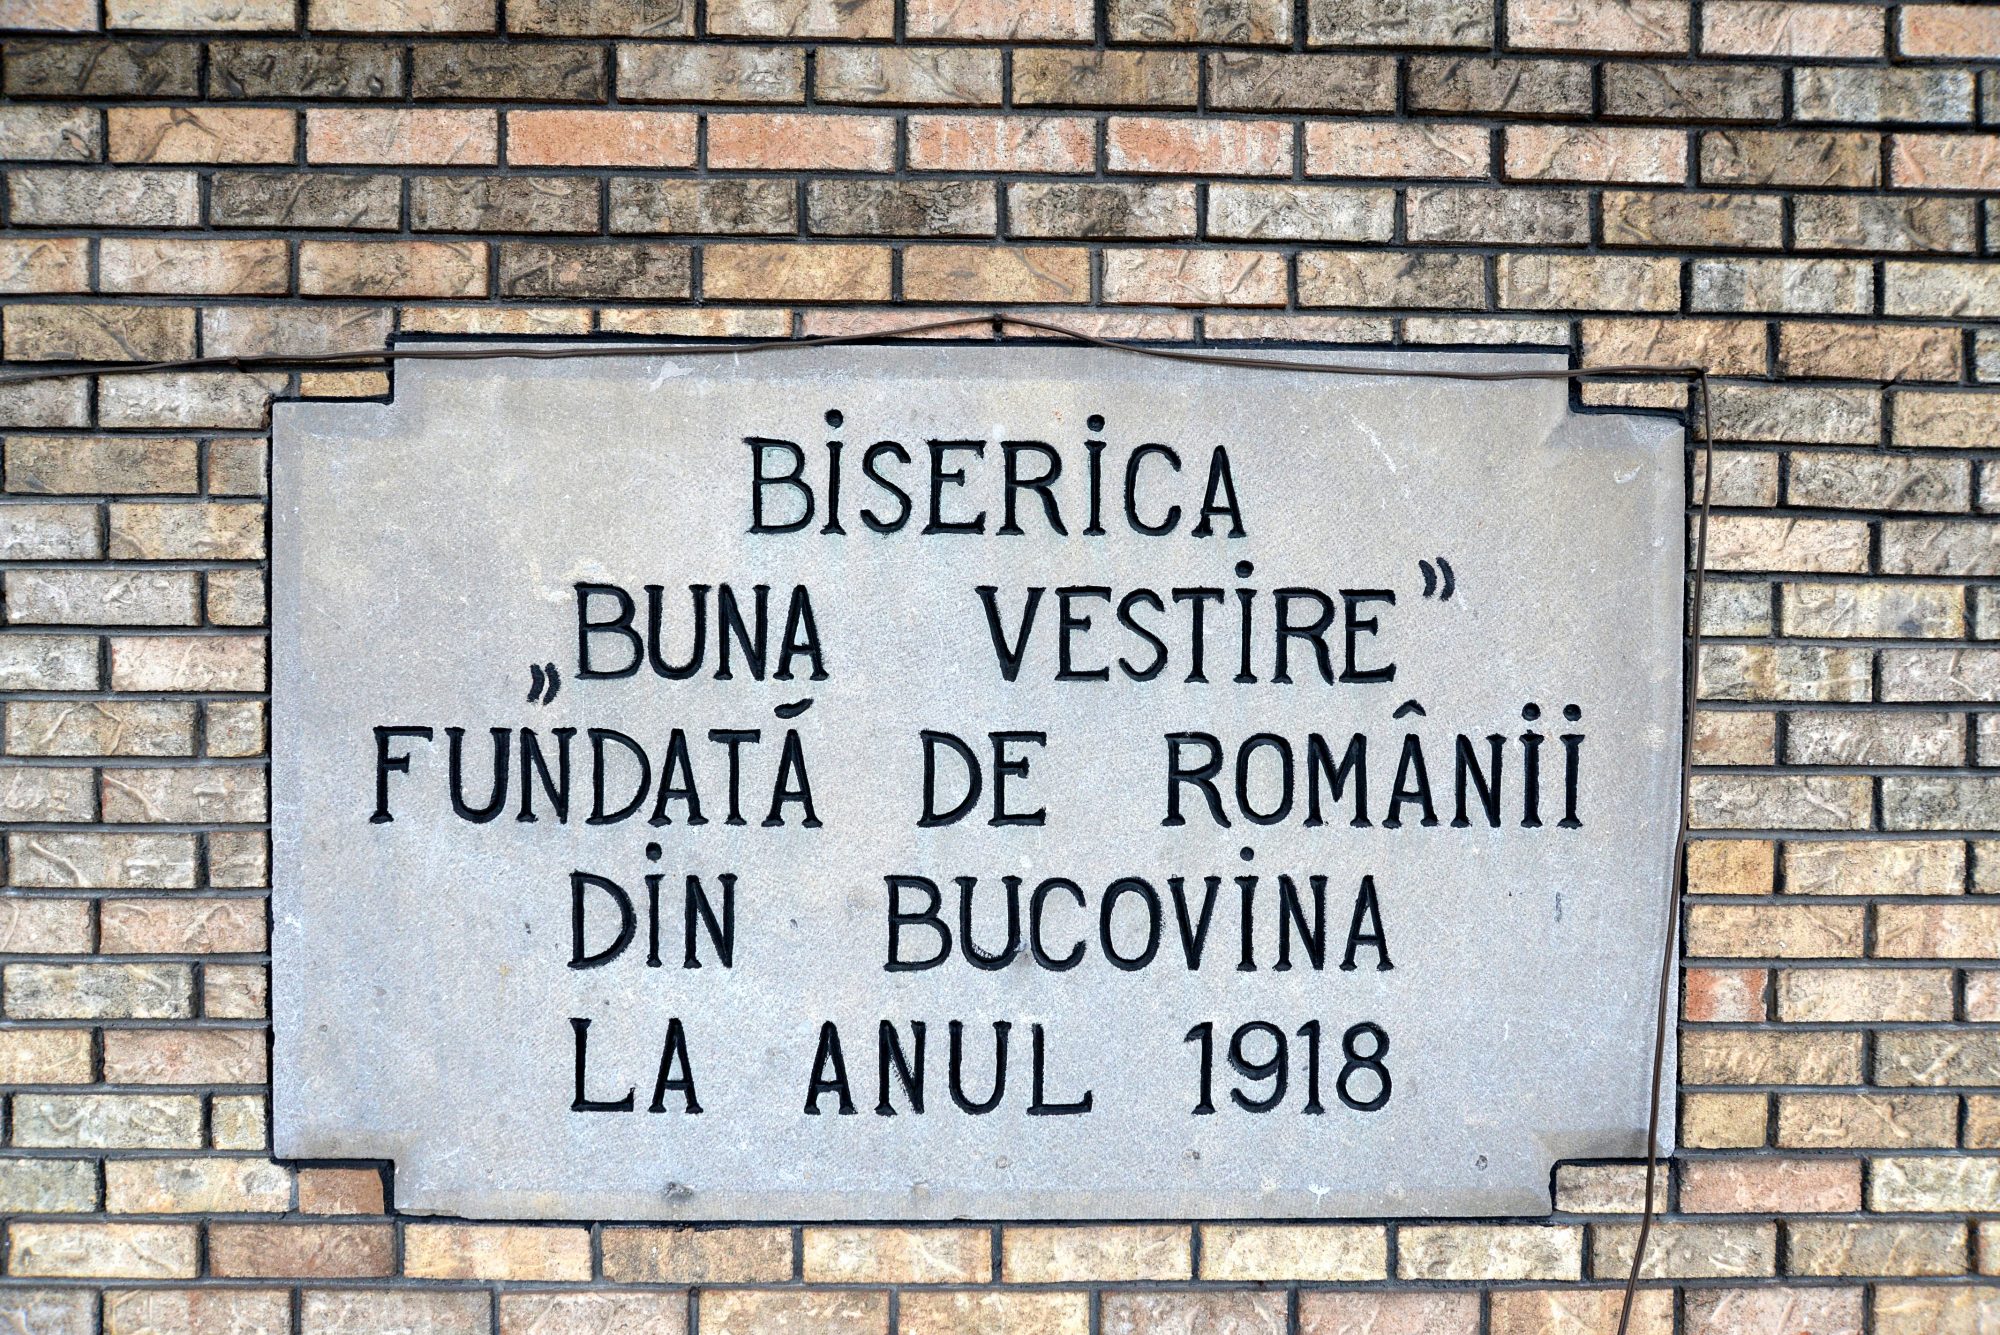 BISERICA
„BUNA VESTIRE”
FUNDATĂ DE ROMÂNII
DIN BUCOVINA
LA ANUL 1918